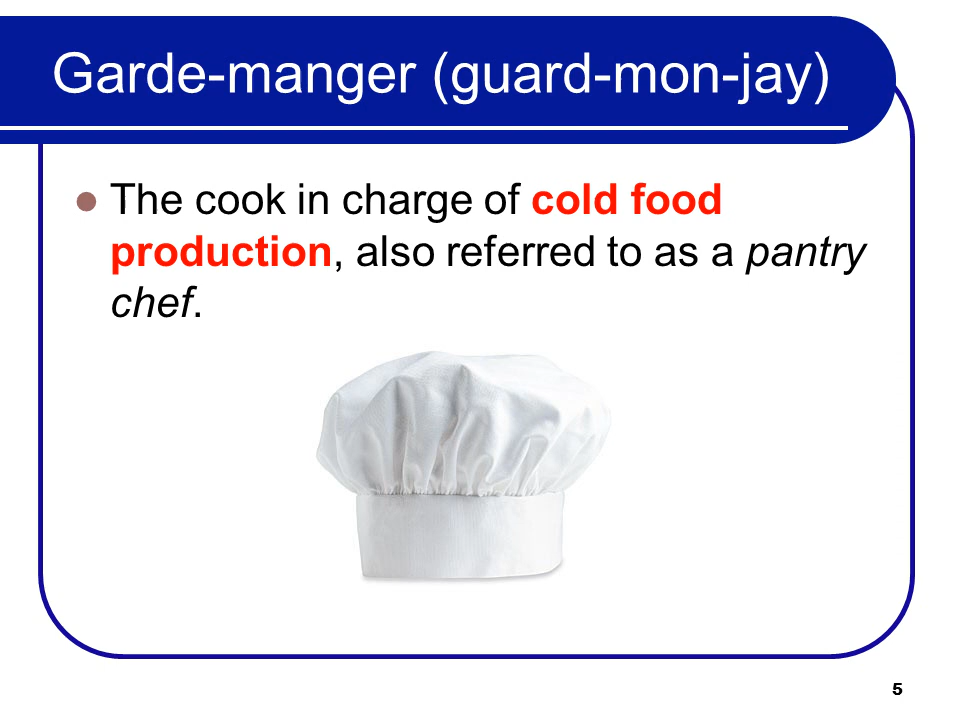 Garde-manger (guard-mon-jay)
The cook in charge of cold food
production, also referred to as a pantry
chef.
5